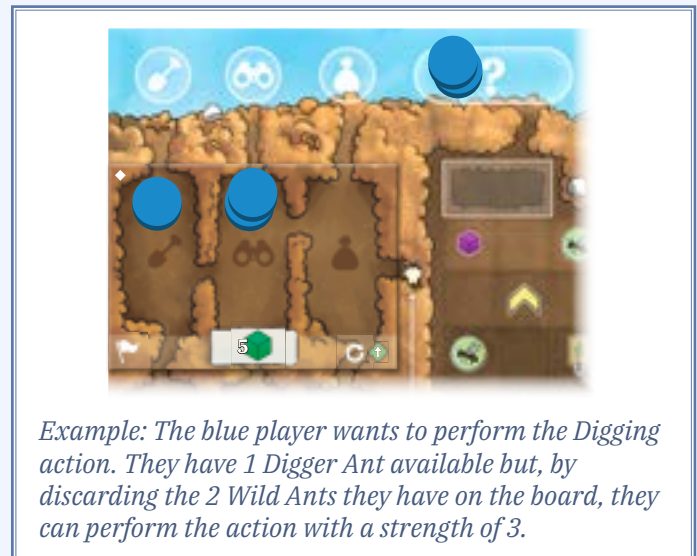 ?
5
Example: The blue player wants to perform the Digging
action. They have 1 Digger Ant available but, by
discarding the 2 Wild Ants they have on the board, they
can perform the action with a strength of 3.